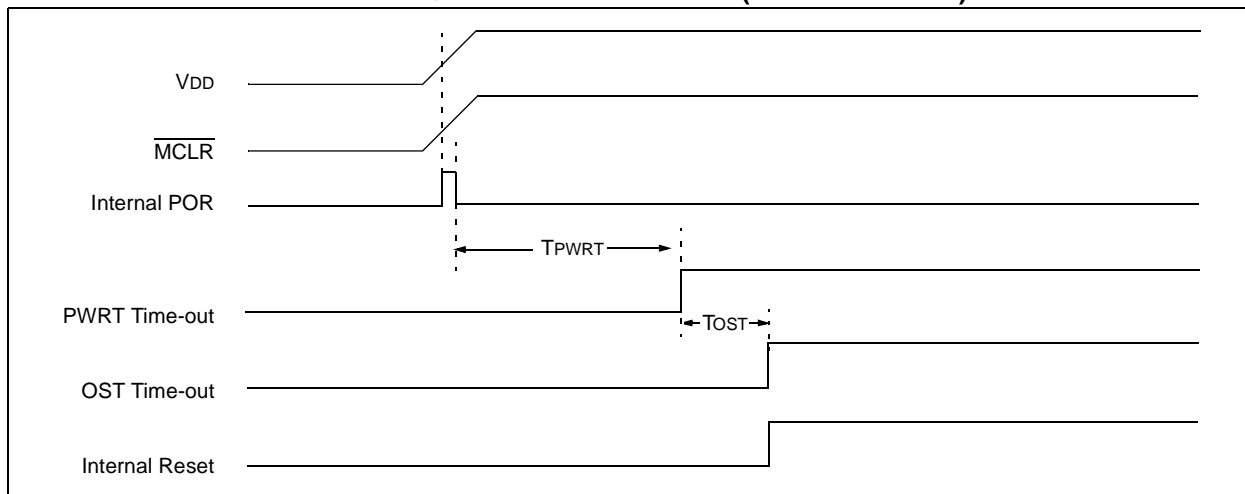 VDD
MCLR
Internal POR
TPWRT
PWRT Time-out
TOST
OST Time-out
Internal Reset